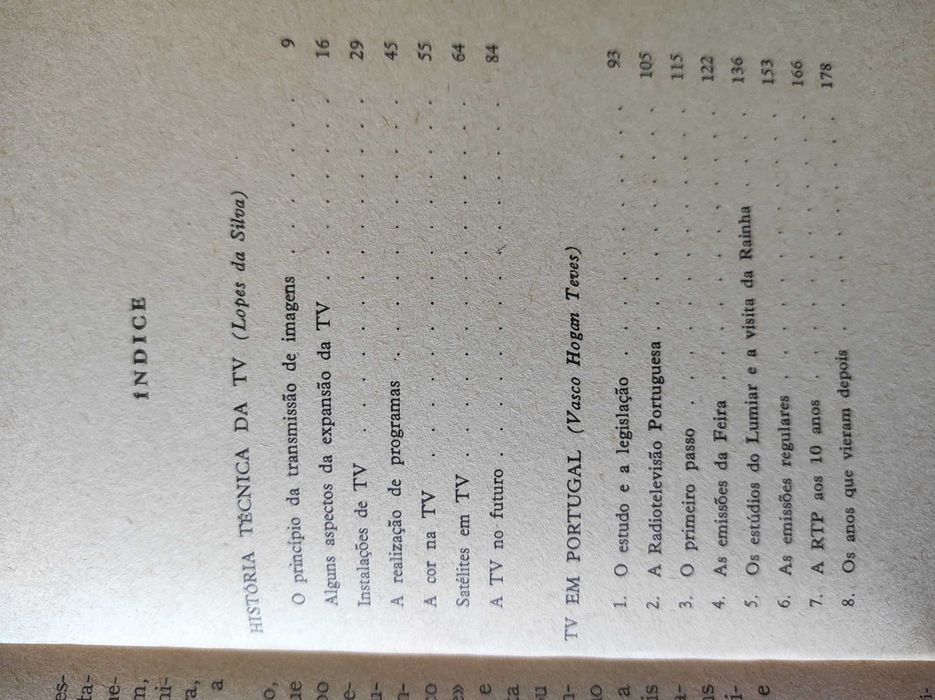 ÍNDICE
HISTÓRIA TÉCNICA DA TV (Lopes da Silva)
O princípio da transmissão de imagens . . . . . . . 9
Alguns aspectos da expansão da TV . . . . . . . 16
Instalações de TV . . . . . . . . . . . 29
A realização de programas . . . . . . . . . 45
A cor na TV . . . . . . . . . . . . 55
Satélites em TV . . . . . . . . . . . 64
A TV no futuro . . . . . . . . . . . . 84
TV EM PORTUGAL (Vasco Hogan Teves)
1. O estudo e a legislação . . . . . . . . . 93
2. A Radiotelevisão Portuguesa . . . . . . . . 105
3. O primeiro passo . . . . . . . . . . 115
4. As emissões da Feira . . . . . . . . . 122
5. Os estúdios do Lumiar e a visita da Rainha . . . . 136
6. As emissões regulares . . . . . . . . . 153
7. A RTP aos 10 anos . . . . . . . . . 166
8. Os anos que vieram depois . . . . . . . . 178